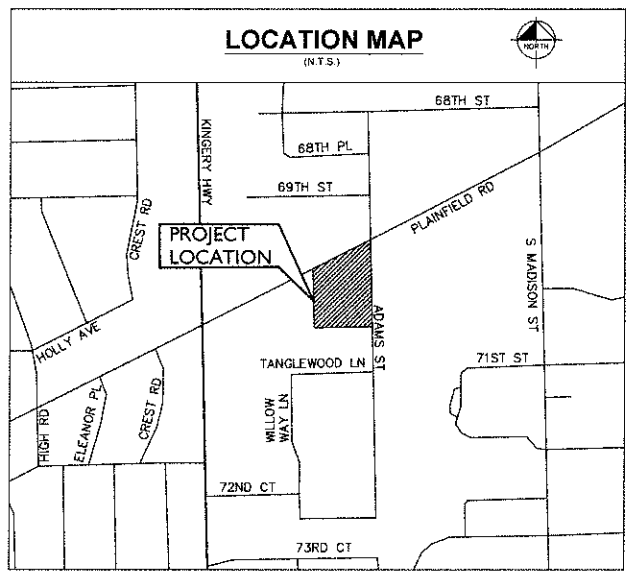 LOCATION MAP
(N.T.S.)
NORTH
68TH ST
KINGERY HWY
68TH PL
69TH ST
CREST RD
PLAINFIELD RD
PROJECT
LOCATION
S MADISON ST
ADAMS ST
HOLLY AVE
TANGLEWOOD LN
71ST ST
HIGH RD
ELEANOR PL
CREST RD
WILLOW
WAY LN
72ND CT
73RD CT